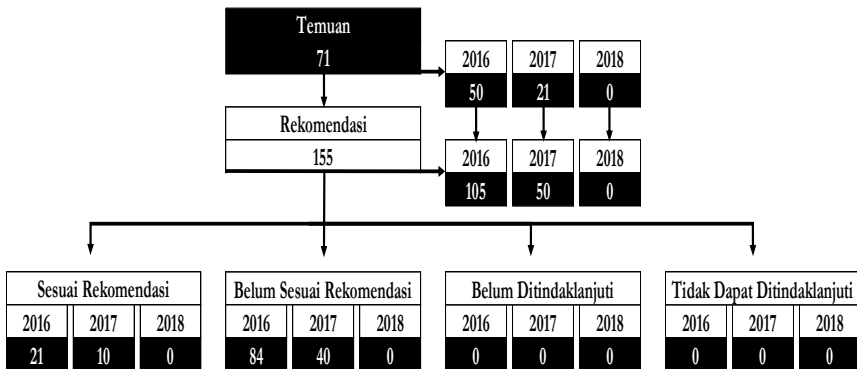 Temuan
71
2016 2017 2018
50 21 0
Rekomendasi
155
2016 2017 2018
105 50 0
Sesuai Rekomendasi
2016 2017 2018
21 10 0
Belum Sesuai Rekomendasi
2016 2017 2018
84 40 0
Belum Ditindaklanjuti
2016 2017 2018
0 0 0
Tidak Dapat Ditindaklanjuti
2016 2017 2018
0 0 0